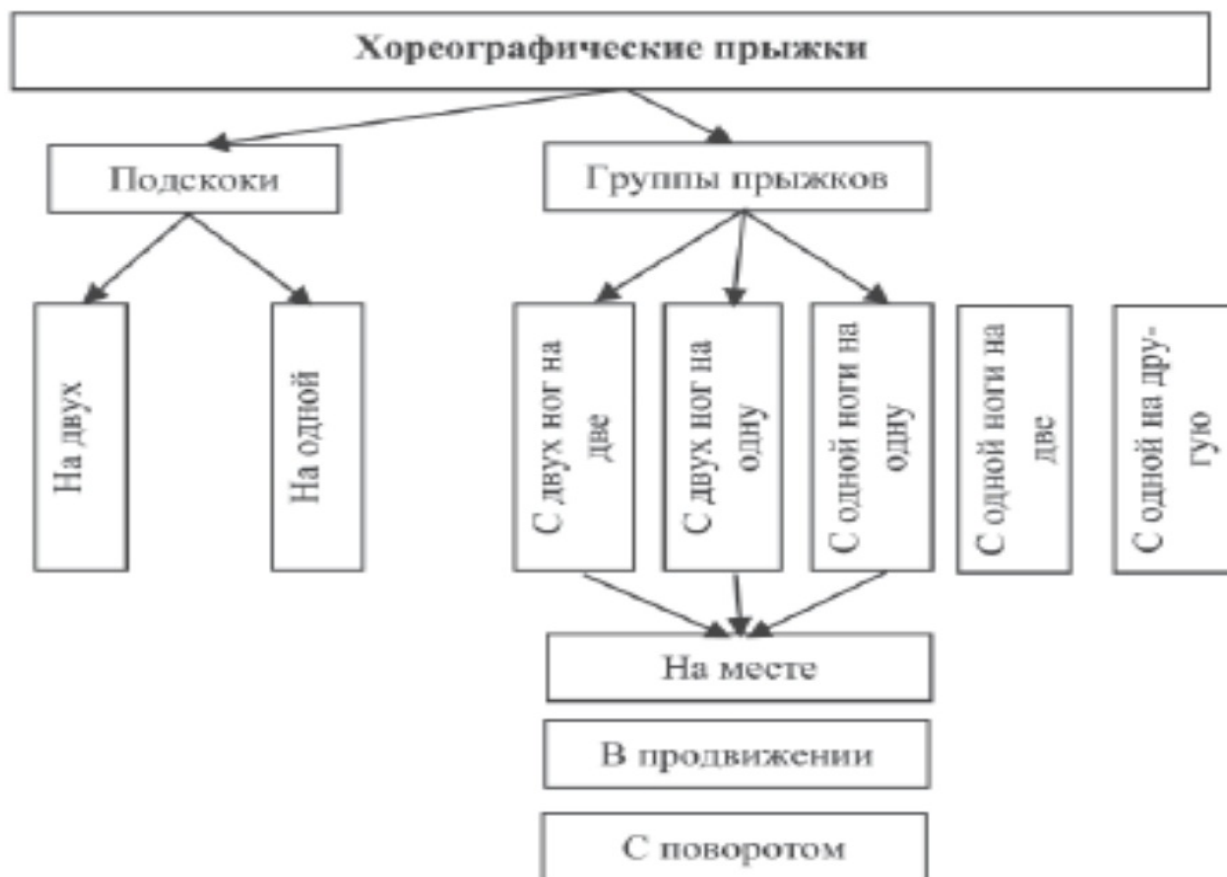 Хореографические прыжки
Подскоки
Группы прыжков
На двух
На одной
С двух ног на
две
С двух ног на
одну
С одной ноги на
одну
С одной ноги на
две
С одной на дру-
гую
На месте
В продвижении
С поворотом